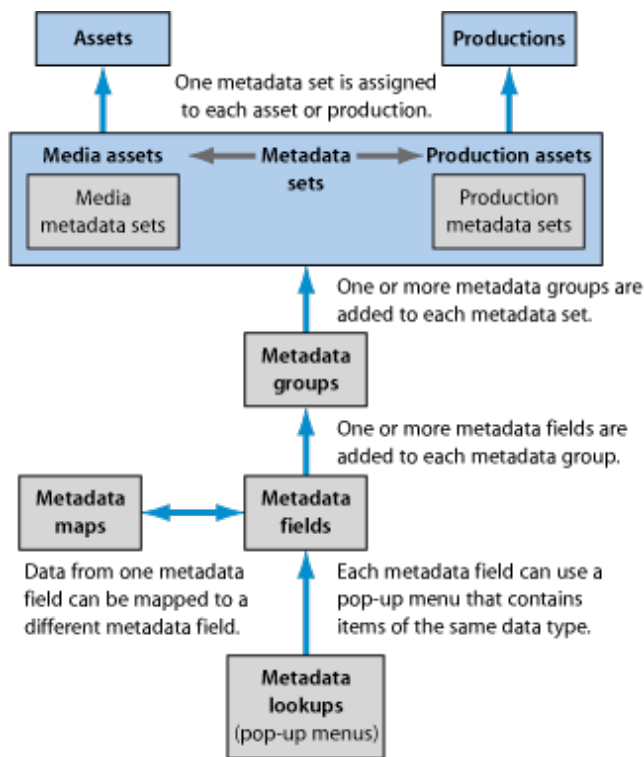 Assets
Productions
One metadata set is assigned
to each asset or production.
Media assets
Metadata
sets
Production assets
Media
metadata sets
Production
metadata sets
One or more metadata groups are
added to each metadata set.
Metadata
groups
One or more metadata fields are
added to each metadata group.
Metadata
maps
Metadata
fields
Data from one metadata
field can be mapped to a
different metadata field.
Each metadata field can use a
pop-up menu that contains
items of the same data type.
Metadata
lookups
(pop-up menus)